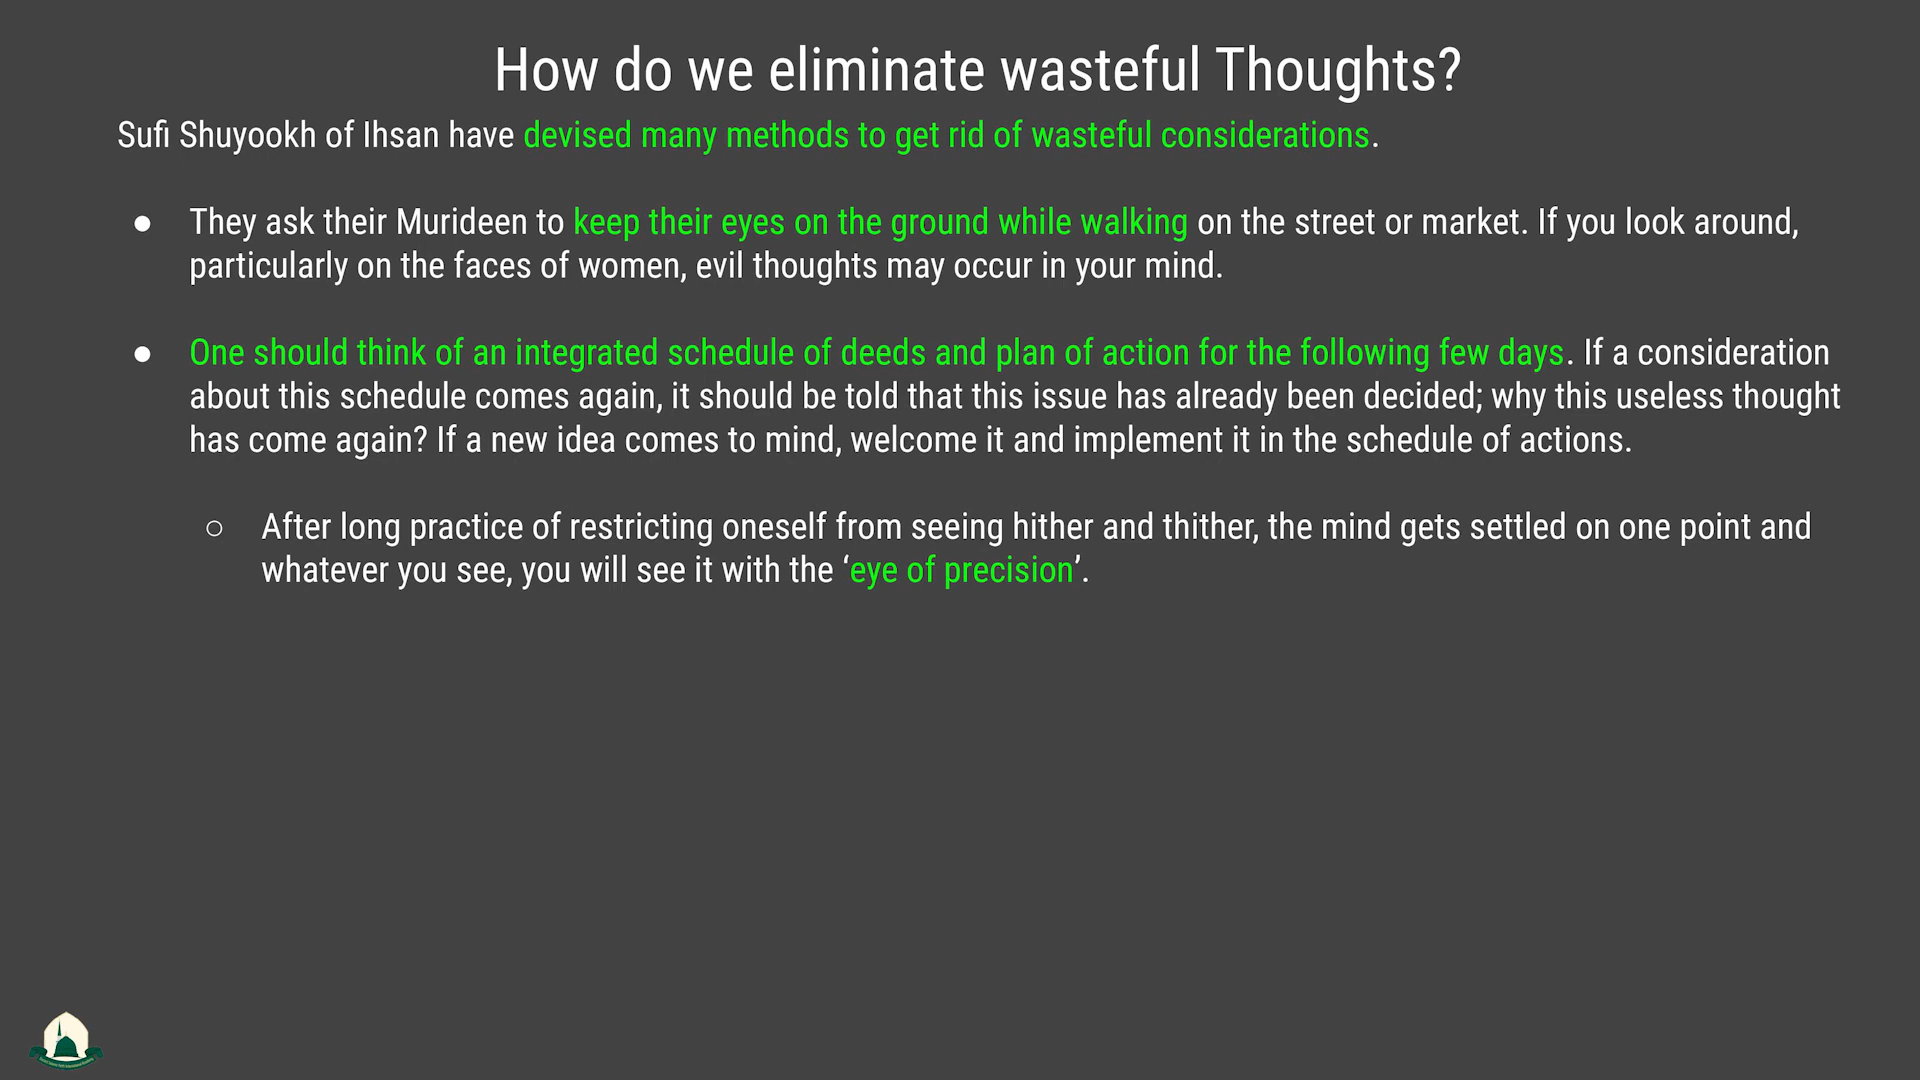 How do we eliminate wasteful Thoughts?
Sufi Shuyookh of Ihsan have devised many methods to get rid of wasteful considerations.
● They ask their Murideen to keep their eyes on the ground while walking on the street or market. If you look around,
particularly on the faces of women, evil thoughts may occur in your mind.
● One should think of an integrated schedule of deeds and plan of action for the following few days. If a consideration
about this schedule comes again, it should be told that this issue has already been decided; why this useless thought
has come again? If a new idea comes to mind, welcome it and implement it in the schedule of actions.
○ After long practice of restricting oneself from seeing hither and thither, the mind gets settled on one point and
whatever you see, you will see it with the ‘eye of precision’.